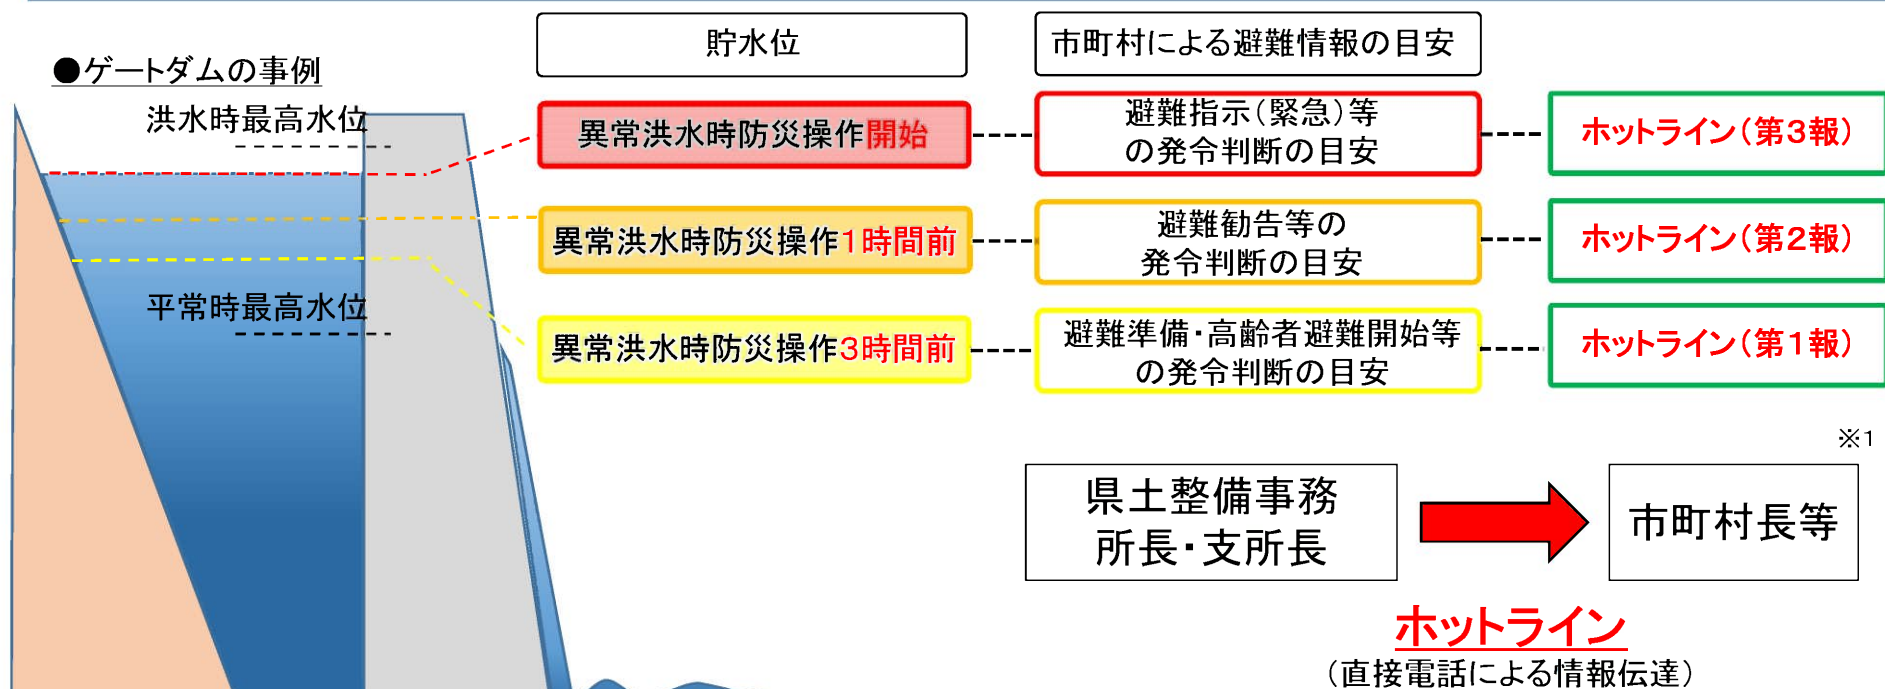 ●ゲートダムの事例
貯水位
市町村による避難情報の目安
洪水時最高水位
異常洪水時防災操作開始
避難指示(緊急)等
の発令判断の目安
ホットライン(第3報)
異常洪水時防災操作1時間前
避難勧告等の
発令判断の目安
ホットライン(第2報)
平常時最高水位
異常洪水時防災操作3時間前
避難準備・高齢者避難開始等
の発令判断の目安
ホットライン(第1報)
※1
県土整備事務
所長・支所長
市町村長等
ホットライン
(直接電話による情報伝達)